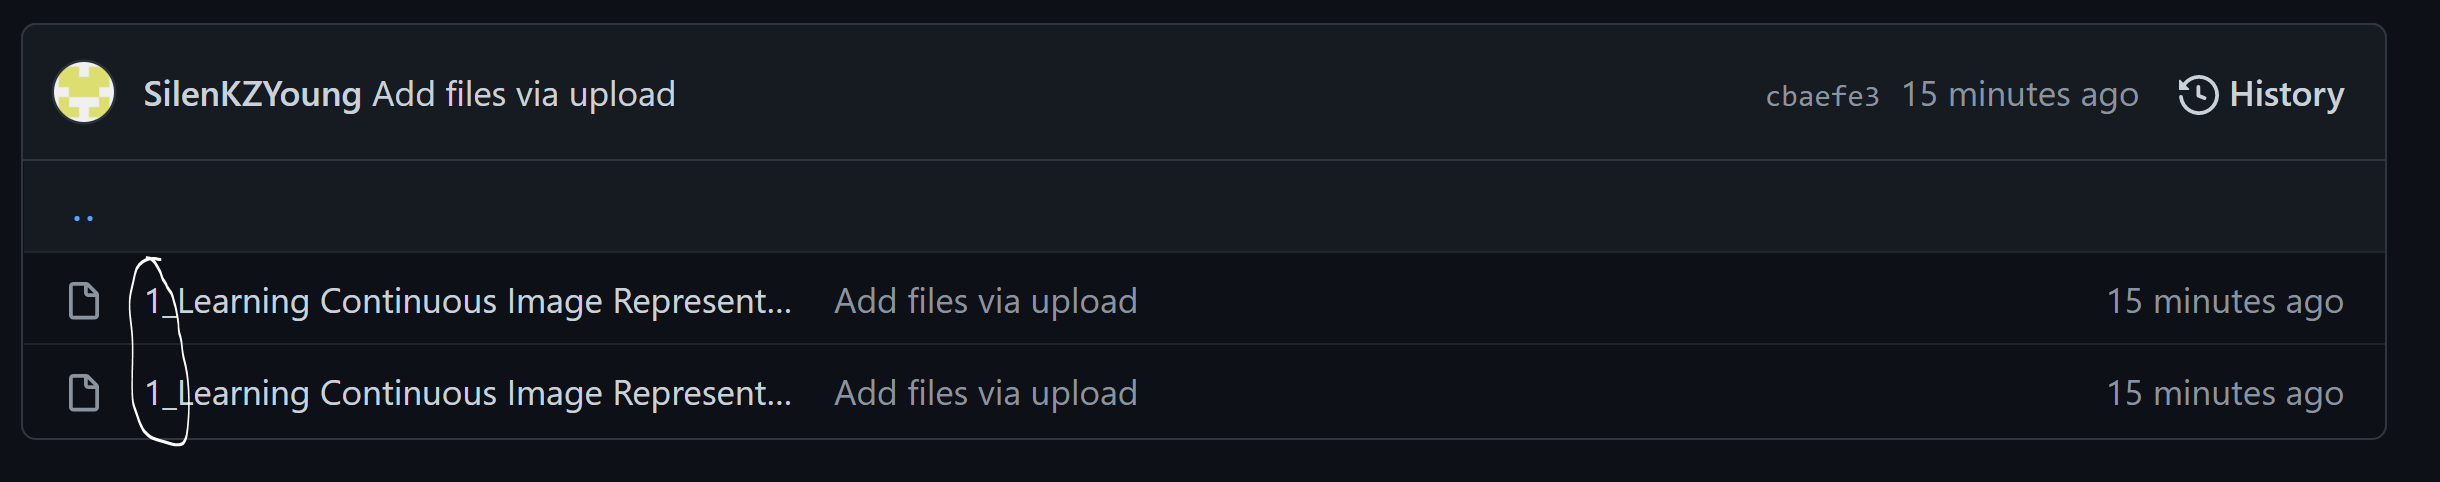 SilenKZYoung Add files via upload cbaefe3 15 minutes ago History
..
1_Learning Continuous Image Represent... Add files via upload 15 minutes ago
1_Learning Continuous Image Represent... Add files via upload 15 minutes ago